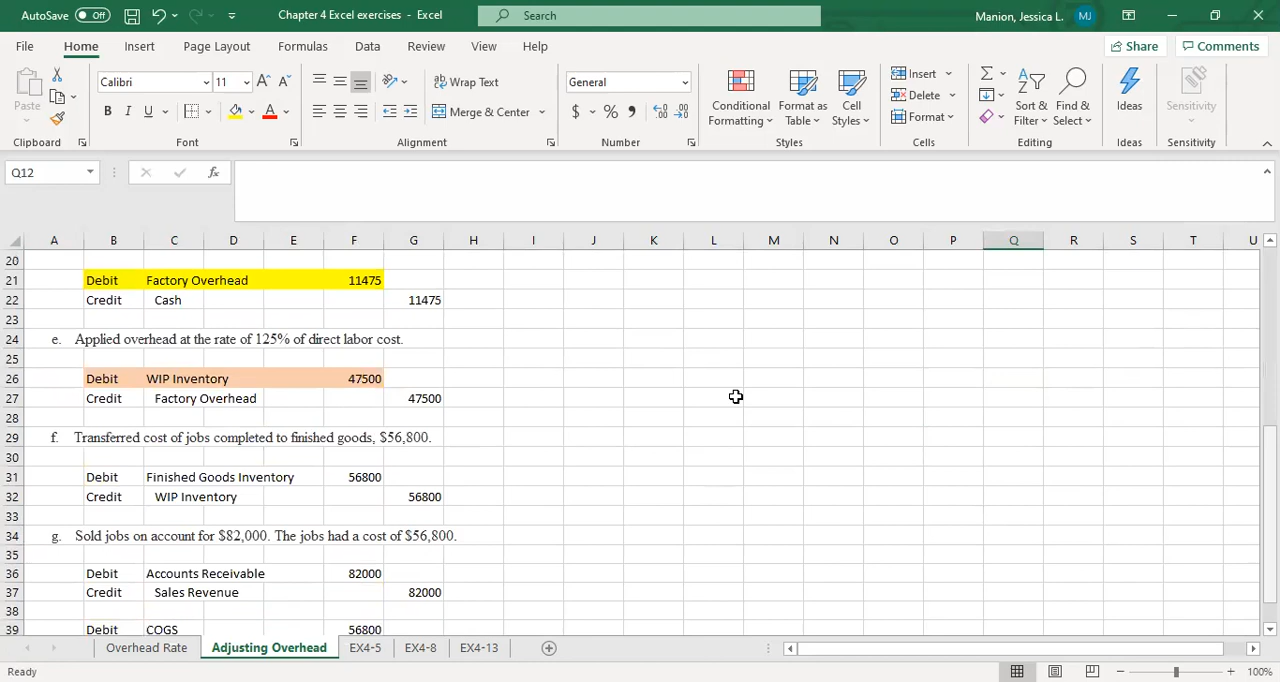 AutoSave Off Chapter 4 Excel exercises - Excel Search Manion, Jessica L. MJ
File Home Insert Page Layout Formulas Data Review View Help Share Comments
Paste Calibri 11 A A Wrap Text General Conditional Formatting Format as Table Cell Styles Insert Sort & Filter Find & Select Ideas Sensitivity
B I U A Merge & Center $ % , Delete
Format
Clipboard Font Alignment Number Styles Cells Editing Ideas Sensitivity
Q12 fx
A B C D E F G H I J K L M N O P Q R S T U
20
21 Debit Factory Overhead 11475
22 Credit Cash 11475
23
24 e. Applied overhead at the rate of 125% of direct labor cost.
25
26 Debit WIP Inventory 47500
27 Credit Factory Overhead 47500
28
29 f. Transferred cost of jobs completed to finished goods, $56,800.
30
31 Debit Finished Goods Inventory 56800
32 Credit WIP Inventory 56800
33
34 g. Sold jobs on account for $82,000. The jobs had a cost of $56,800.
35
36 Debit Accounts Receivable 82000
37 Credit Sales Revenue 82000
38
39 Debit COGS 56800
Overhead Rate Adjusting Overhead EX4-5 EX4-8 EX4-13
Ready 100%